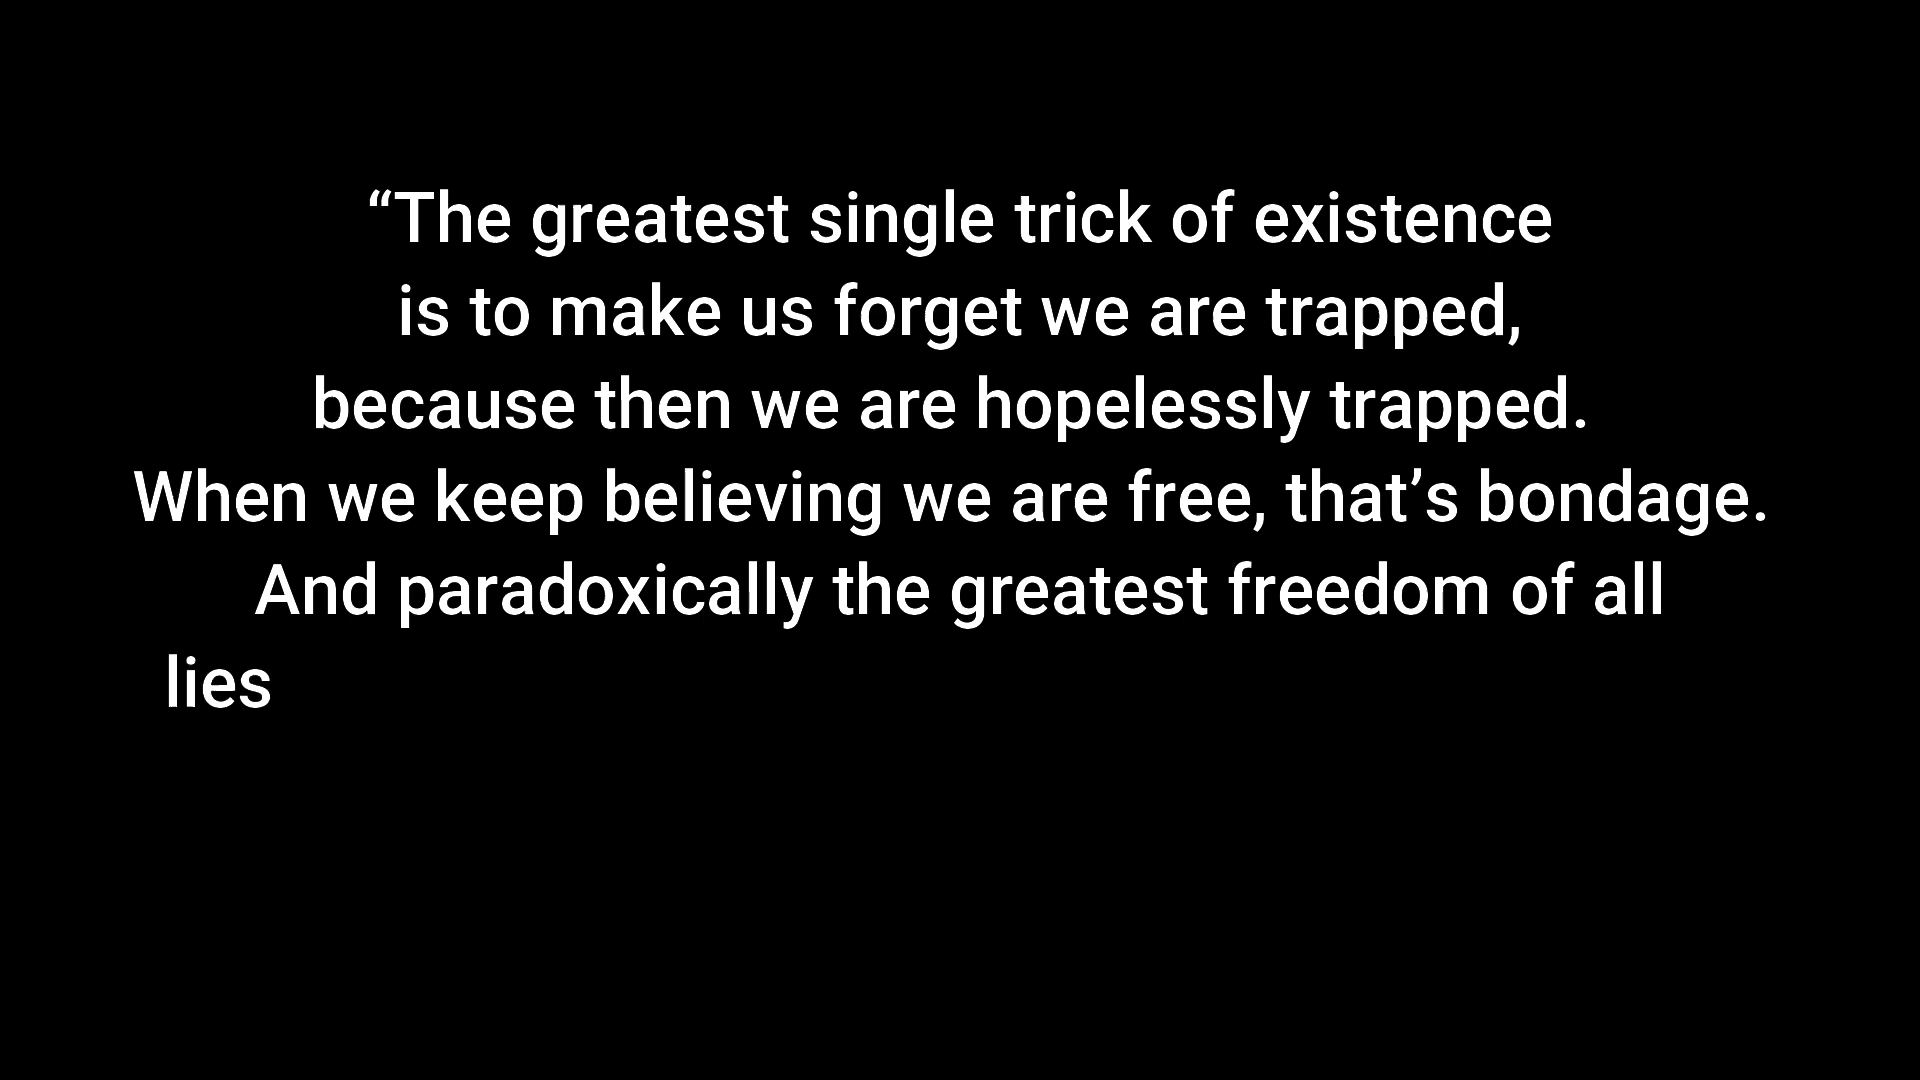 “The greatest single trick of existence
is to make us forget we are trapped,
because then we are hopelessly trapped.
When we keep believing we are free, that’s bondage.
And paradoxically the greatest freedom of all
lies